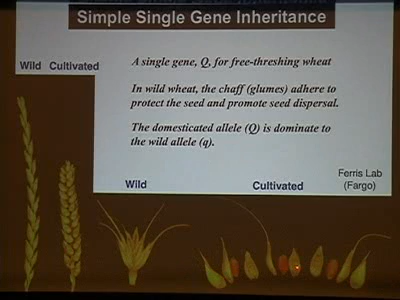 Simple Single Gene Inheritance
Wild Cultivated
A single gene, Q, for free-threshing wheat
In wild wheat, the chaff (glumes) adhere to
protect the seed and promote seed dispersal.
The domesticated allele (Q) is dominate to
the wild allele (q).
Ferris Lab
(Fargo)
Wild Cultivated